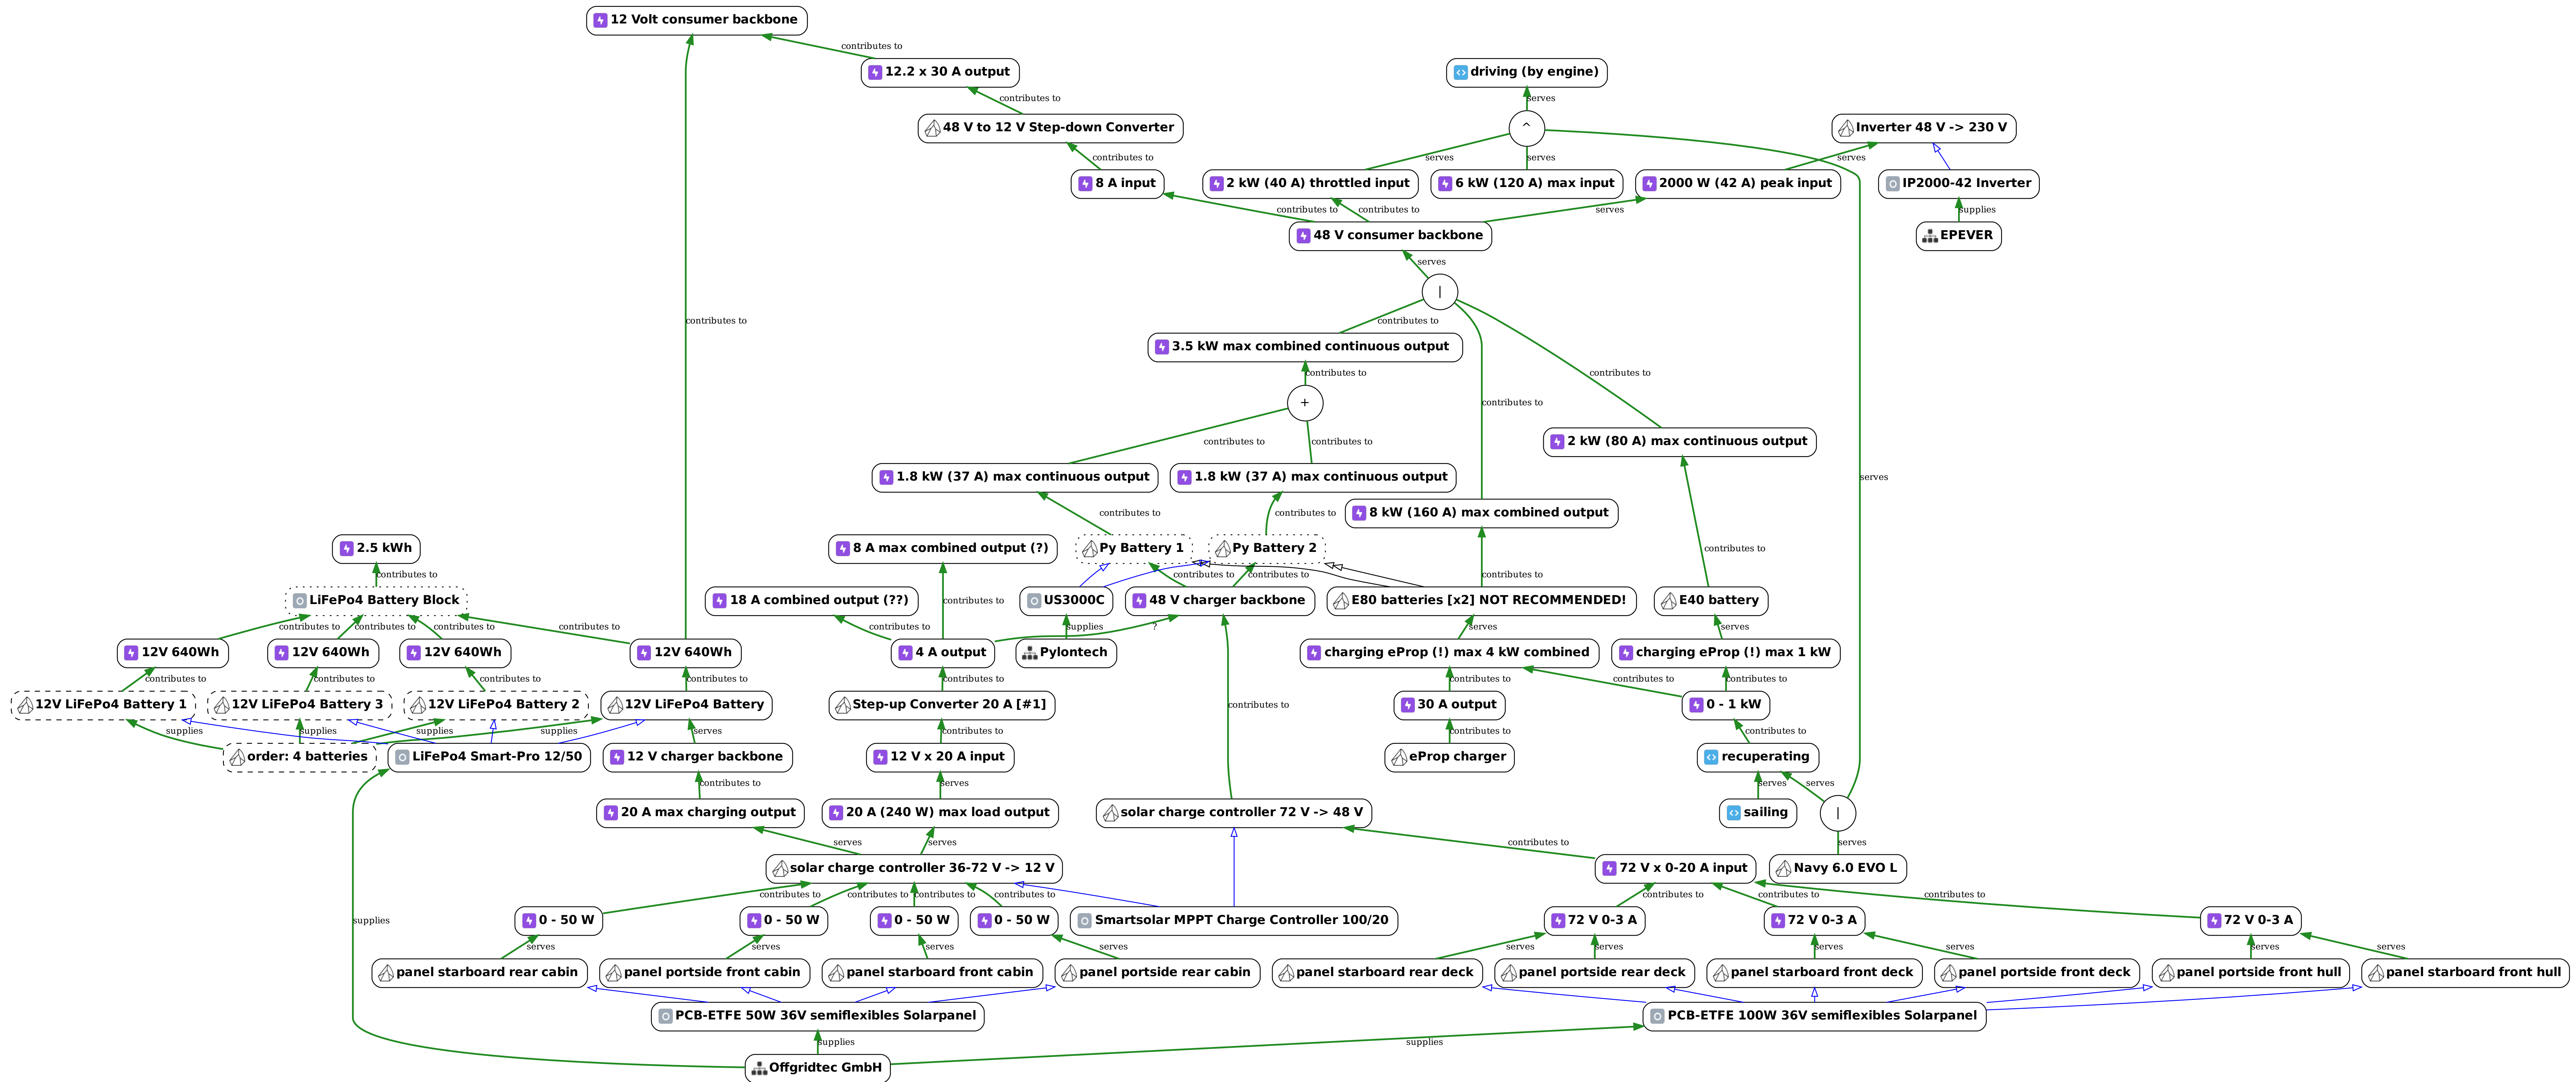 12 Volt consumer backbone
contributes to
12.2 x 30 A output
driving (by engine)
contributes to
serves
48 V to 12 V Step-down Converter
^
Inverter 48 V -> 230 V
contributes to
serves
serves
serves
8 A input
2 kW (40 A) throttled input
6 kW (120 A) max input
2000 W (42 A) peak input
IP2000-42 Inverter
contributes to
contributes to
serves
supplies
48 V consumer backbone
EPEVER
serves
|
contributes to
contributes to
3.5 kW max combined continuous output
contributes to
contributes to
+
contributes to
contributes to
contributes to
2 kW (80 A) max continuous output
1.8 kW (37 A) max continuous output
1.8 kW (37 A) max continuous output
serves
contributes to
contributes to
8 kW (160 A) max combined output
2.5 kWh
8 A max combined output (?)
Py Battery 1
Py Battery 2
contributes to
contributes to
contributes to
contributes to
contributes to
LiFePo4 Battery Block
18 A combined output (??)
contributes to
US3000C
48 V charger backbone
E80 batteries [x2] NOT RECOMMENDED!
E40 battery
contributes to
contributes to
contributes to
contributes to
contributes to
supplies
?
serves
serves
12V 640Wh
12V 640Wh
12V 640Wh
12V 640Wh
4 A output
Pylontech
charging eProp (!) max 4 kW combined
charging eProp (!) max 1 kW
contributes to
contributes to
contributes to
contributes to
contributes to
contributes to
contributes to
contributes to
12V LiFePo4 Battery 1
12V LiFePo4 Battery 3
12V LiFePo4 Battery 2
12V LiFePo4 Battery
Step-up Converter 20 A [#1]
contributes to
30 A output
0 - 1 kW
supplies
supplies
supplies
supplies
serves
contributes to
contributes to
contributes to
order: 4 batteries
LiFePo4 Smart-Pro 12/50
12 V charger backbone
12 V x 20 A input
eProp charger
recuperating
contributes to
serves
serves
serves
20 A max charging output
20 A (240 W) max load output
solar charge controller 72 V -> 48 V
sailing
|
serves
serves
contributes to
serves
solar charge controller 36-72 V -> 12 V
72 V x 0-20 A input
Navy 6.0 EVO L
contributes to
contributes to
contributes to
contributes to
contributes to
contributes to
contributes to
supplies
0 - 50 W
0 - 50 W
0 - 50 W
0 - 50 W
Smartsolar MPPT Charge Controller 100/20
72 V 0-3 A
72 V 0-3 A
72 V 0-3 A
serves
serves
serves
serves
serves
serves
serves
serves
serves
serves
panel starboard rear cabin
panel portside front cabin
panel starboard front cabin
panel portside rear cabin
panel starboard rear deck
panel portside rear deck
panel starboard front deck
panel portside front deck
panel portside front hull
panel starboard front hull
PCB-ETFE 50W 36V semiflexibles Solarpanel
PCB-ETFE 100W 36V semiflexibles Solarpanel
supplies
supplies
Offgridtec GmbH